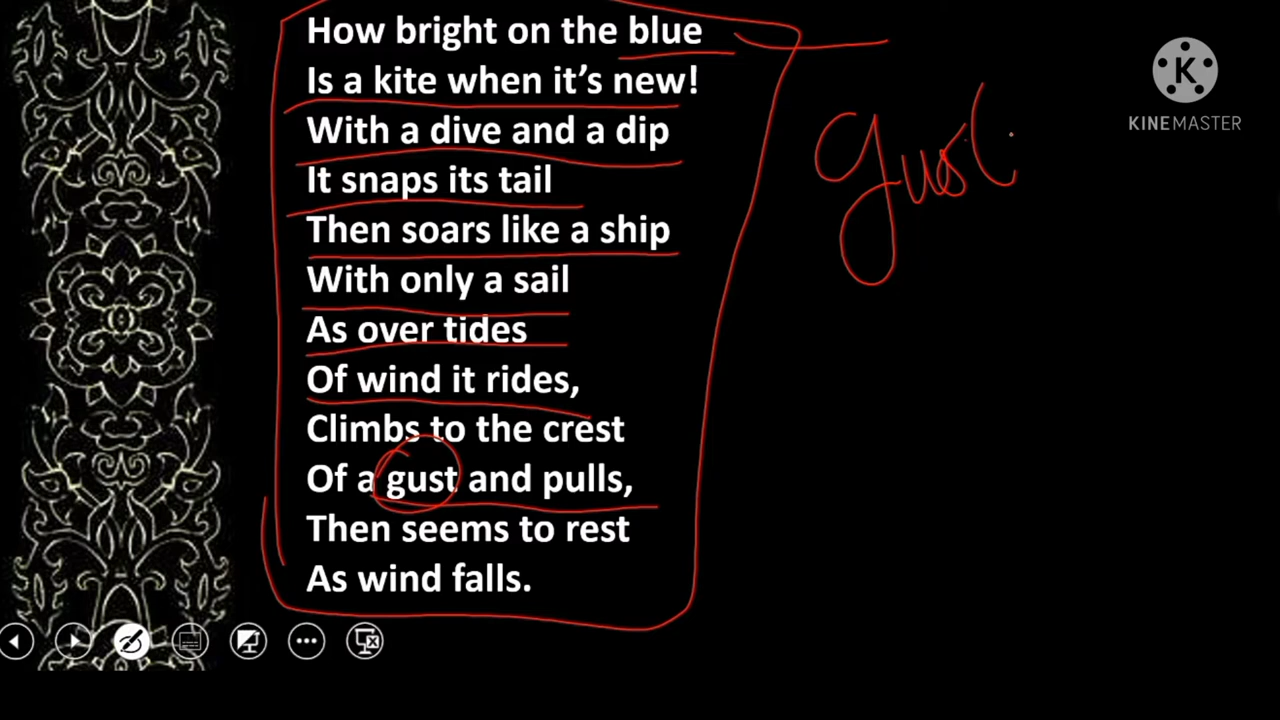 How bright on the blue
Is a kite when it’s new!
With a dive and a dip
It snaps its tail
Then soars like a ship
With only a sail
As over tides
Of wind it rides,
Climbs to the crest
Of a gust and pulls,
Then seems to rest
As wind falls.
gust
K
KINEMASTER